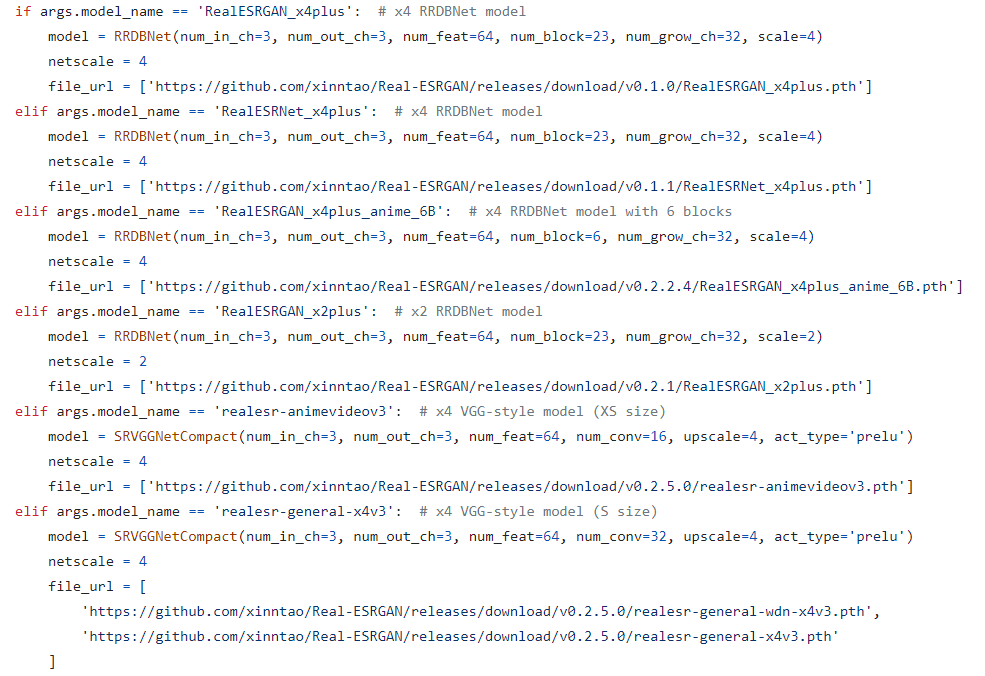 if args.model_name == 'RealESRGAN_x4plus':  # x4 RRDBNet model
    model = RRDBNet(num_in_ch=3, num_out_ch=3, num_feat=64, num_block=23, num_grow_ch=32, scale=4)
    netscale = 4
    file_url = ['https://github.com/xinntao/Real-ESRGAN/releases/download/v0.1.0/RealESRGAN_x4plus.pth']
elif args.model_name == 'RealESRNet_x4plus':  # x4 RRDBNet model
    model = RRDBNet(num_in_ch=3, num_out_ch=3, num_feat=64, num_block=23, num_grow_ch=32, scale=4)
    netscale = 4
    file_url = ['https://github.com/xinntao/Real-ESRGAN/releases/download/v0.1.1/RealESRNet_x4plus.pth']
elif args.model_name == 'RealESRGAN_x4plus_anime_6B':  # x4 RRDBNet model with 6 blocks
    model = RRDBNet(num_in_ch=3, num_out_ch=3, num_feat=64, num_block=6, num_grow_ch=32, scale=4)
    netscale = 4
    file_url = ['https://github.com/xinntao/Real-ESRGAN/releases/download/v0.2.2.4/RealESRGAN_x4plus_anime_6B.pth']
elif args.model_name == 'RealESRGAN_x2plus':  # x2 RRDBNet model
    model = RRDBNet(num_in_ch=3, num_out_ch=3, num_feat=64, num_block=23, num_grow_ch=32, scale=2)
    netscale = 2
    file_url = ['https://github.com/xinntao/Real-ESRGAN/releases/download/v0.2.1/RealESRGAN_x2plus.pth']
elif args.model_name == 'realesr-animevideov3':  # x4 VGG-style model (XS size)
    model = SRVGGNetCompact(num_in_ch=3, num_out_ch=3, num_feat=64, num_conv=16, upscale=4, act_type='prelu')
    netscale = 4
    file_url = ['https://github.com/xinntao/Real-ESRGAN/releases/download/v0.2.5.0/realesr-animevideov3.pth']
elif args.model_name == 'realesr-general-x4v3':  # x4 VGG-style model (S size)
    model = SRVGGNetCompact(num_in_ch=3, num_out_ch=3, num_feat=64, num_conv=32, upscale=4, act_type='prelu')
    netscale = 4
    file_url = [
        'https://github.com/xinntao/Real-ESRGAN/releases/download/v0.2.5.0/realesr-general-wdn-x4v3.pth',
        'https://github.com/xinntao/Real-ESRGAN/releases/download/v0.2.5.0/realesr-general-x4v3.pth'
    ]